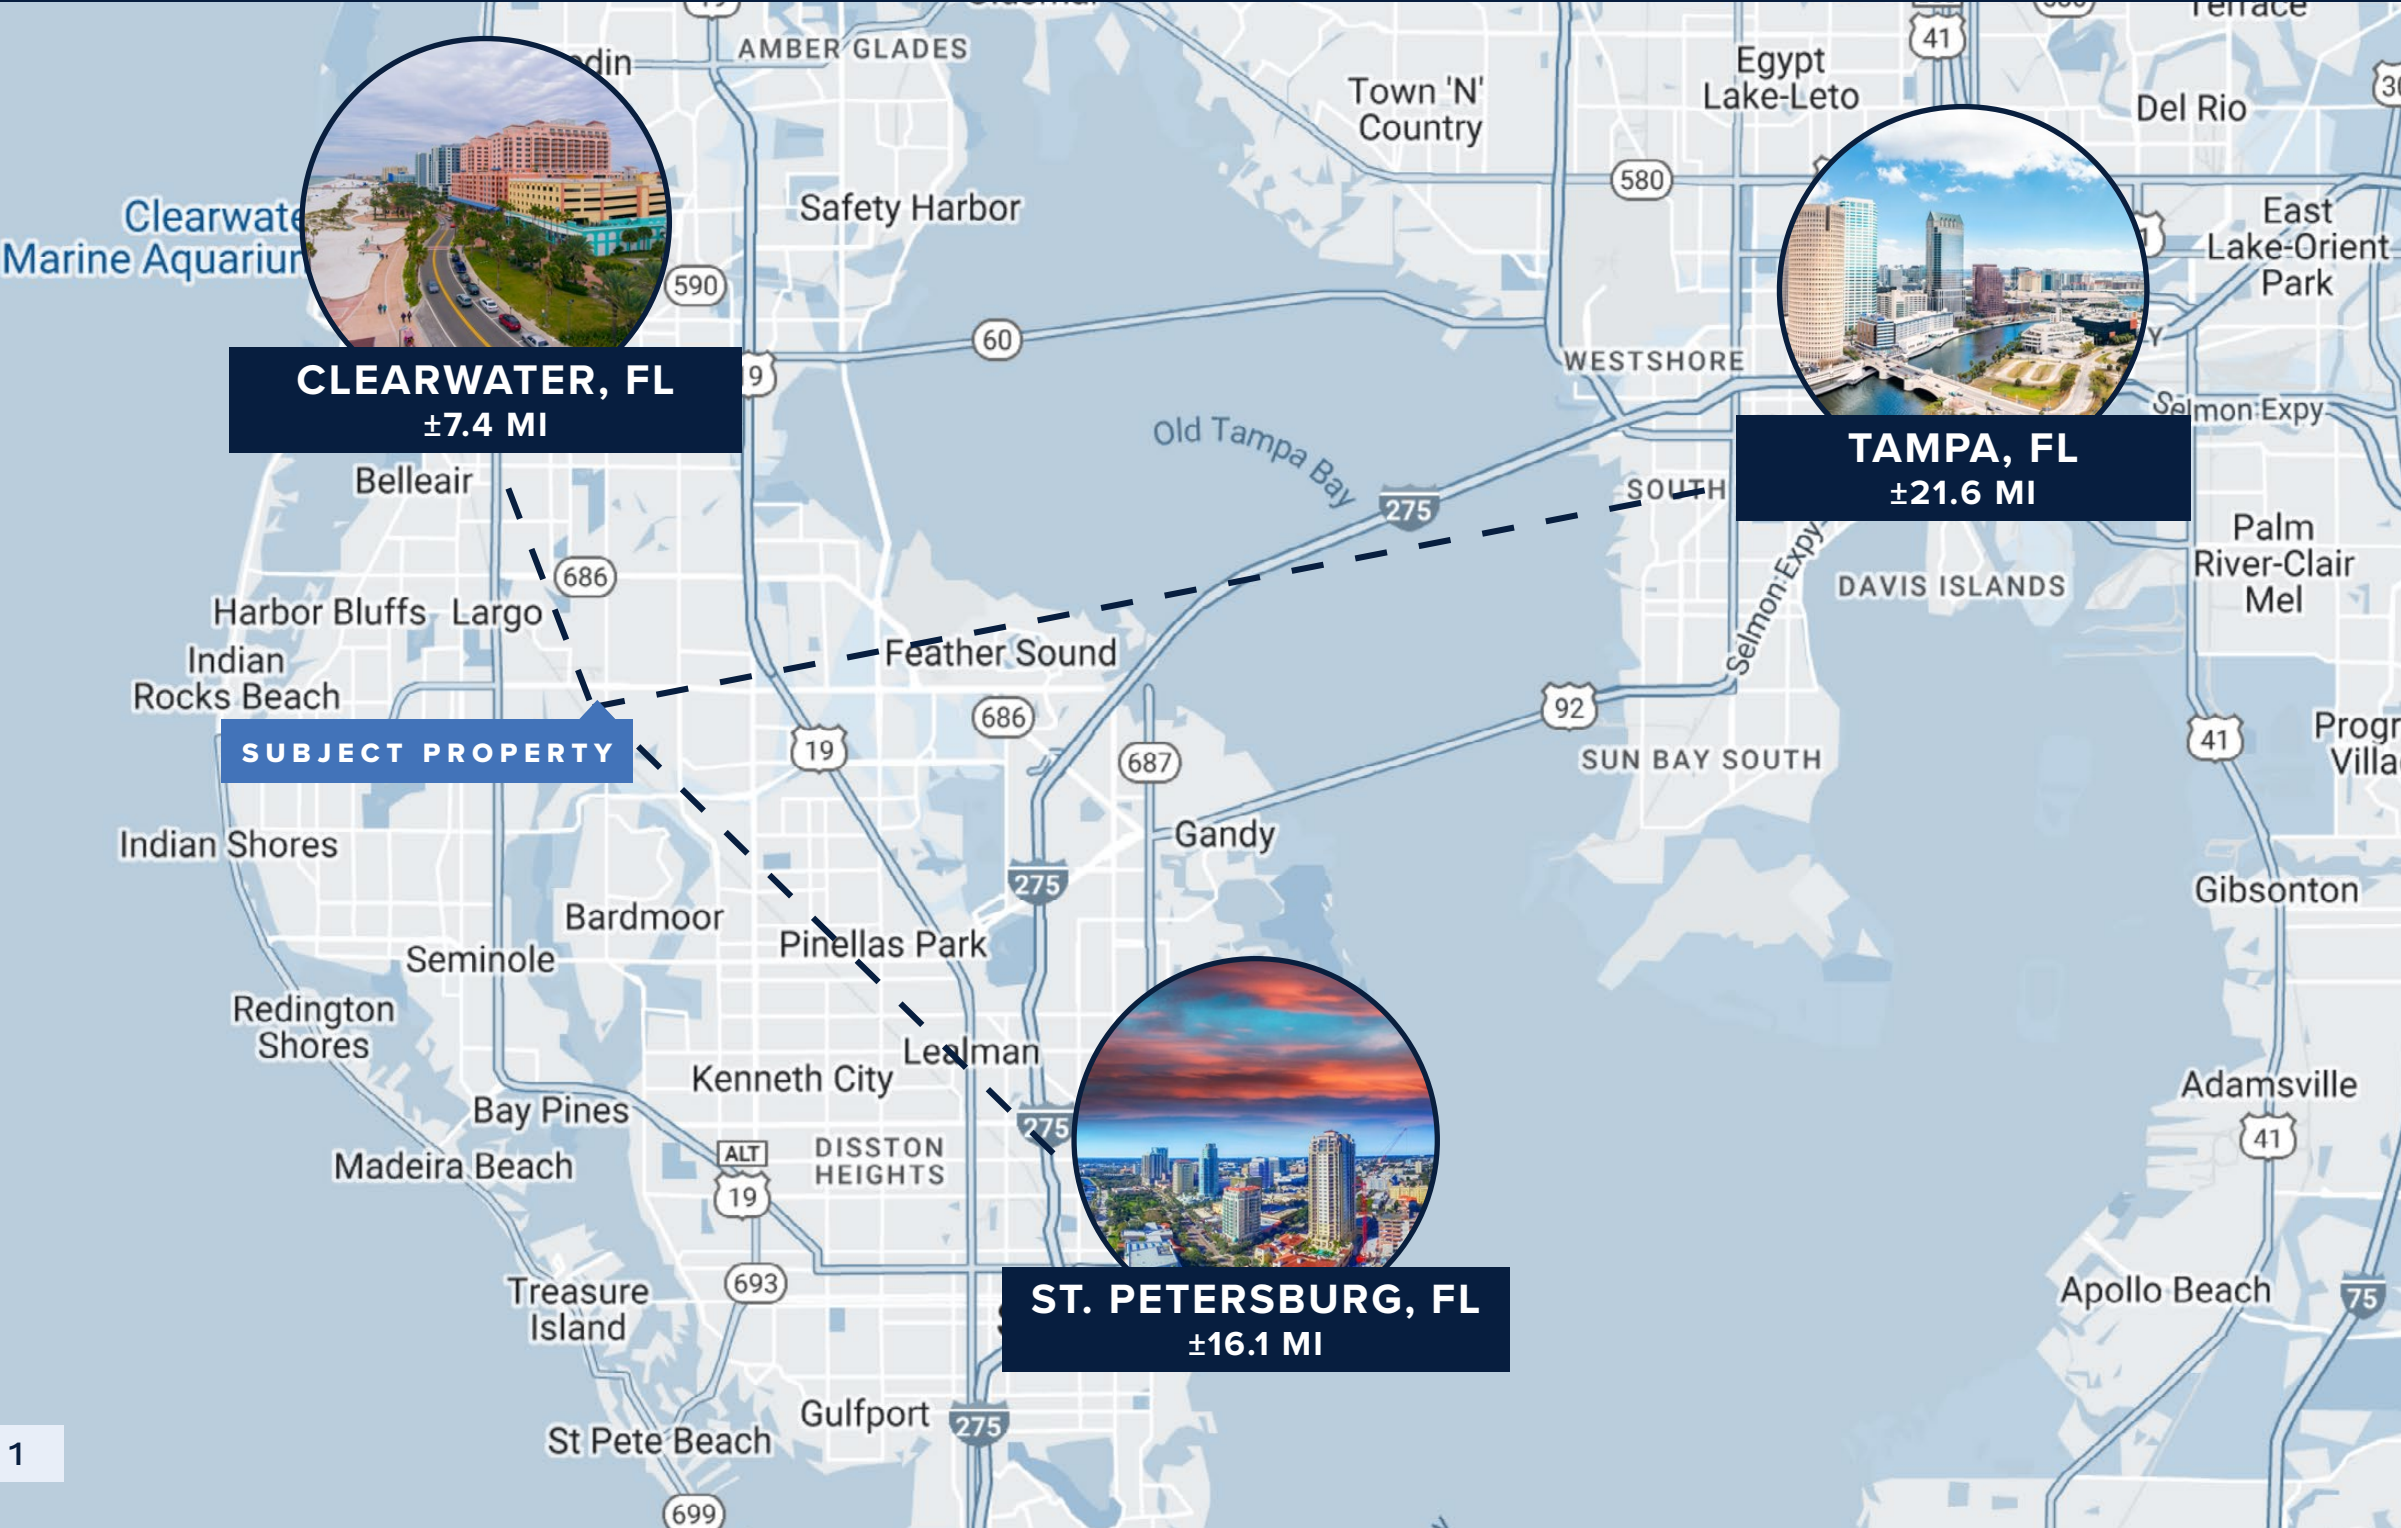 AMBER GLADES
Town 'N'
Country
Egypt
Lake-Leto
41
Del Rio
580
Safety Harbor
590
East
Lake-Orient
Park
60
WESTSHORE
CLEARWATER, FL
±7.4 MI
Old Tampa Bay
Selmon Expy
TAMPA, FL
±21.6 MI
Belleair
275
SOUTH
Palm
River-Clair
Mel
686
DAVIS ISLANDS
Harbor Bluffs
Largo
Selmon Expy
Feather Sound
Indian
Rocks Beach
686
92
SUBJECT PROPERTY
19
687
SUN BAY SOUTH
41
Indian Shores
Gandy
275
Gibsonton
Bardmoor
Pinellas Park
Seminole
Redington
Shores
Lealman
Kenneth City
Adamsville
Bay Pines
275
41
ALT
19
DISSTON
HEIGHTS
Madeira Beach
693
Treasure
Island
ST. PETERSBURG, FL
±16.1 MI
Apollo Beach
75
Gulfport
275
St Pete Beach
1
699